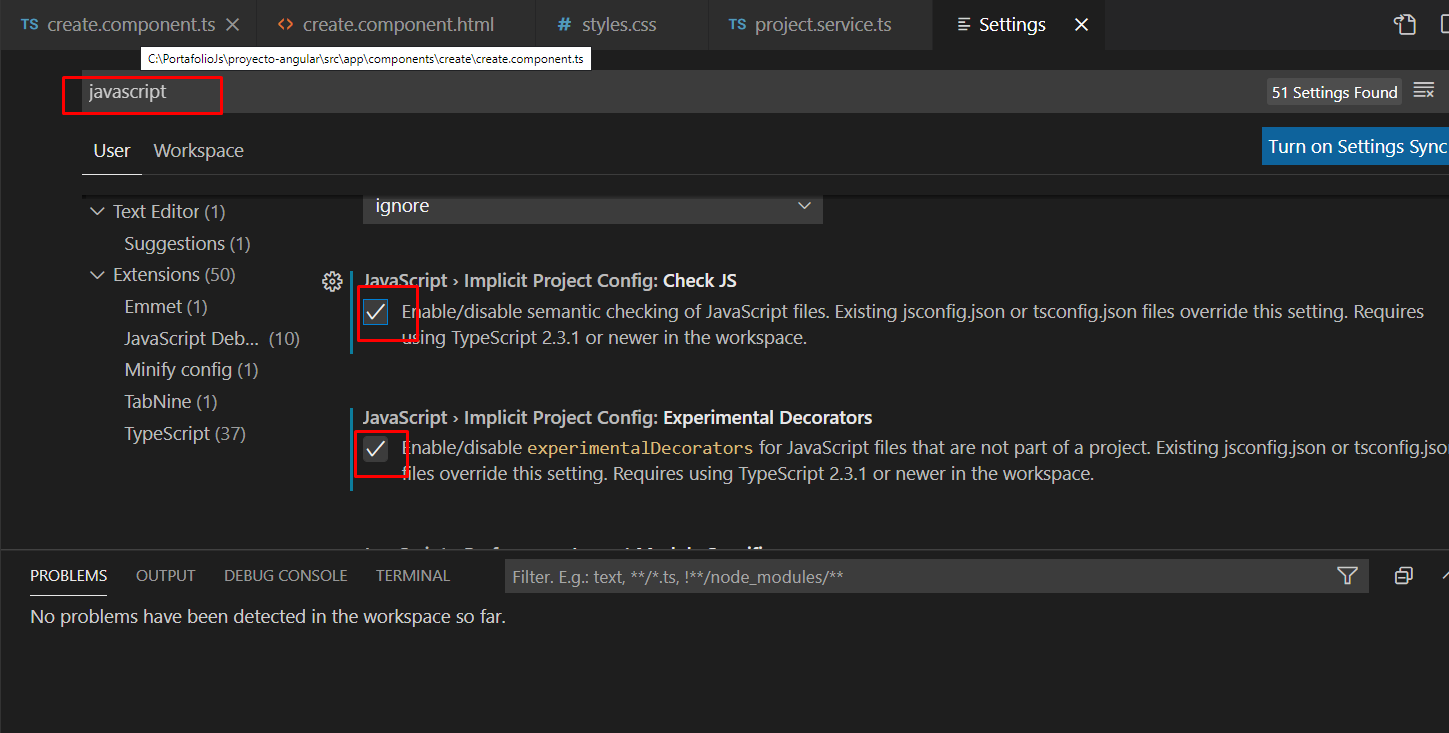 TS create.component.ts
<> create.component.html
# styles.css
TS project.service.ts
Settings
C:\PortafolioJs\proyecto-angular\src\app\components\create\create.component.ts
javascript
51 Settings Found
User
Workspace
Turn on Settings Sync
Text Editor (1)
Suggestions (1)
Extensions (50)
Emmet (1)
JavaScript Deb... (10)
Minify config (1)
TabNine (1)
TypeScript (37)
ignore
JavaScript › Implicit Project Config: Check JS
Enable/disable semantic checking of JavaScript files. Existing jsconfig.json or tsconfig.json files override this setting. Requires
using TypeScript 2.3.1 or newer in the workspace.
JavaScript › Implicit Project Config: Experimental Decorators
Enable/disable experimentalDecorators for JavaScript files that are not part of a project. Existing jsconfig.json or tsconfig.jso
files override this setting. Requires using TypeScript 2.3.1 or newer in the workspace.
PROBLEMS
OUTPUT
DEBUG CONSOLE
TERMINAL
Filter. E.g.: text, **/*.ts, !**/node_modules/**
No problems have been detected in the workspace so far.